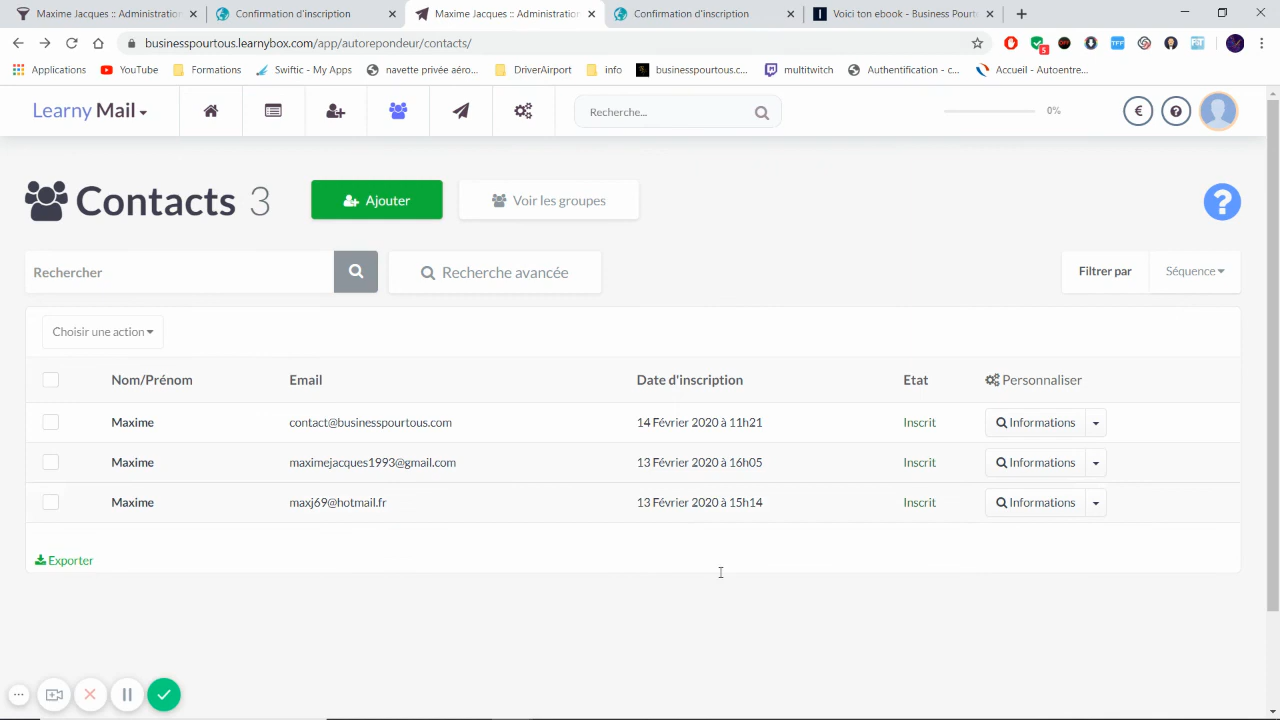 Maxime Jacques :: Administration
Confirmation d'inscription
Maxime Jacques :: Administration
Confirmation d'inscription
Voici ton ebook - Business Pourt
businesspourtous.learnybox.com/app/autorepondeur/contacts/
Applications
YouTube
Formations
Swiftic - My Apps
navette privée aéro...
DriverAirport
info
businesspourtous.c...
multitwitch
Authentification - c...
Accueil - Autoentre...
Learny Mail
Recherche...
0%
Contacts 3
Ajouter
Voir les groupes
Rechercher
Recherche avancée
Filtrer par
Séquence
Choisir une action
Nom/Prénom Email Date d'inscription Etat Personnaliser
Maxime contact@businesspourtous.com 14 Février 2020 à 11h21 Inscrit Informations
Maxime maximejacques1993@gmail.com 13 Février 2020 à 16h05 Inscrit Informations
Maxime maxj69@hotmail.fr 13 Février 2020 à 15h14 Inscrit Informations
Exporter